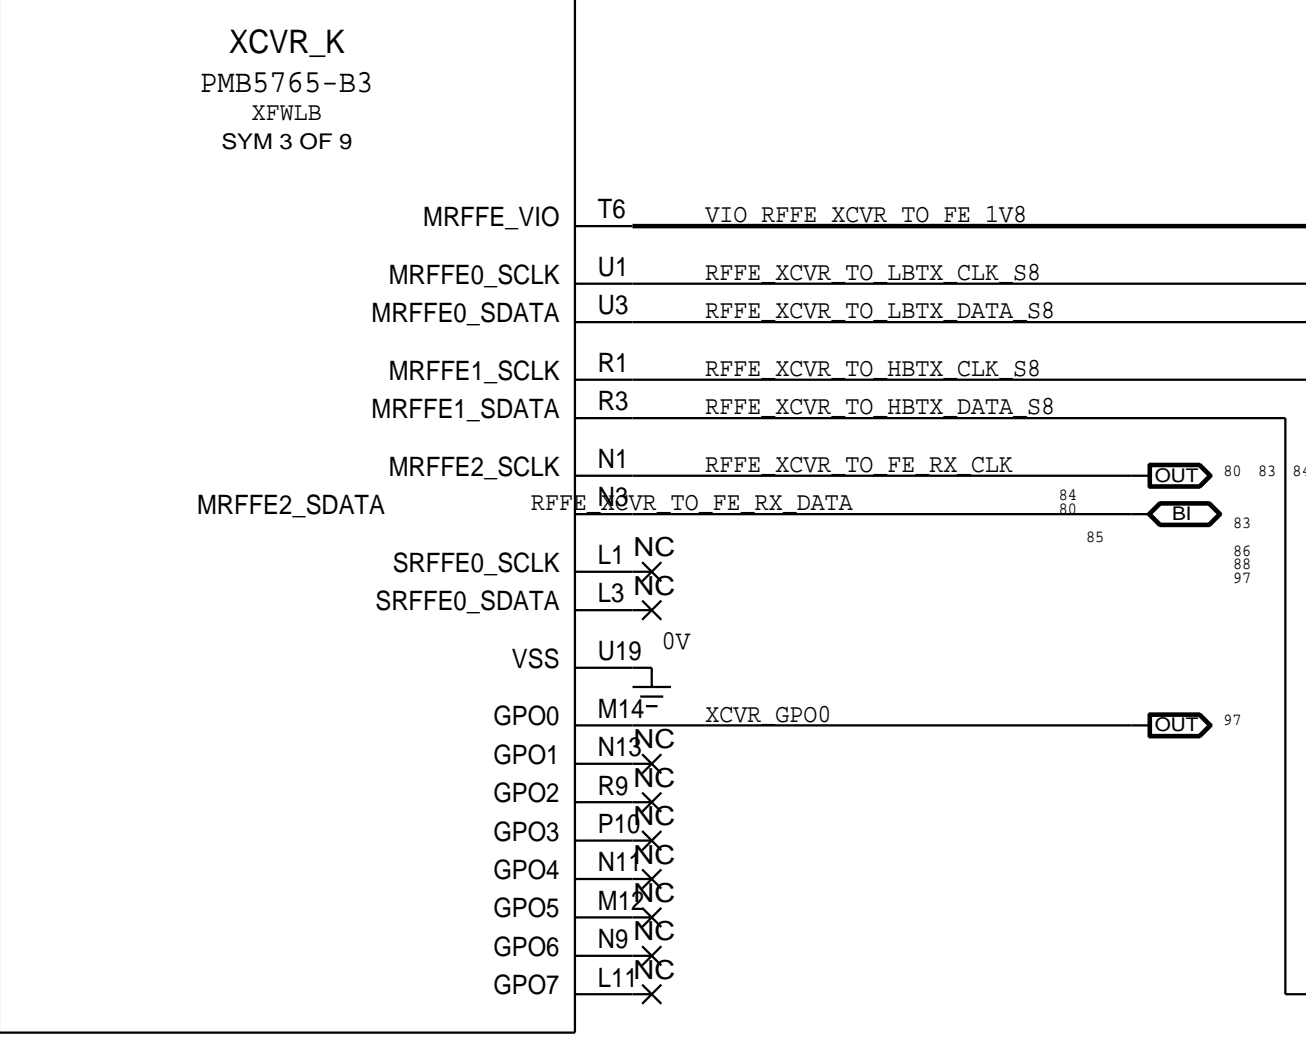 XCVR_K
PMB5765-B3
XFWLB
SYM 3 OF 9
MRFFE_VIO T6 VIO_RFFE_XCVR_TO_FE_1V8
MRFFE0_SCLK U1 RFFE_XCVR_TO_LBTX_CLK_S8
MRFFE0_SDATA U3 RFFE_XCVR_TO_LBTX_DATA_S8
MRFFE1_SCLK R1 RFFE_XCVR_TO_HBTX_CLK_S8
MRFFE1_SDATA R3 RFFE_XCVR_TO_HBTX_DATA_S8
MRFFE2_SCLK N1 RFFE_XCVR_TO_FE_RX_CLK OUT 80 83 84
MRFFE2_SDATA N3 RFFE_XCVR_TO_FE_RX_DATA 84
80 BI 83
85
86
88
97
SRFFE0_SCLK L1 NC
SRFFE0_SDATA L3 NC
VSS U19 0V
GPO0 M14 XCVR_GPO0 OUT 97
GPO1 N13 NC
GPO2 R9 NC
GPO3 P10 NC
GPO4 N11 NC
GPO5 M12 NC
GPO6 N9 NC
GPO7 L11 NC